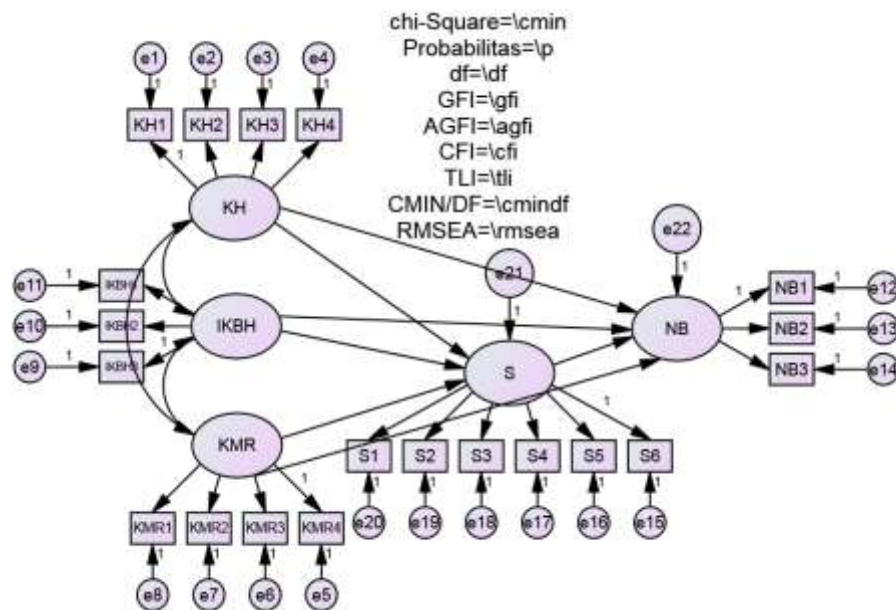 chi-Square=\cmin
Probabilitas=\p
df=\df
GFI=\gfi
AGFI=\agfi
CFI=\cfi
TLI=\tli
CMIN/DF=\cmindf
RMSEA=\rmsea
e1 e2 e3 e4
1 1 1 1
KH1 KH2 KH3 KH4
1
KH
e22
e21
1
e11 1
IKBH
1 NB1 1 e12
e10 1 IKBH2
IKBH
1
NB
NB2 1 e13
e9 1 IKBH3 1
S
NB3 1 e14
KMR
1
1
S1 S2 S3 S4 S5 S6
1 1 1 1 1 1
e20 e19 e18 e17 e16 e15
KMR1 KMR2 KMR3 KMR4
1 1 1 1
e8 e7 e6 e5